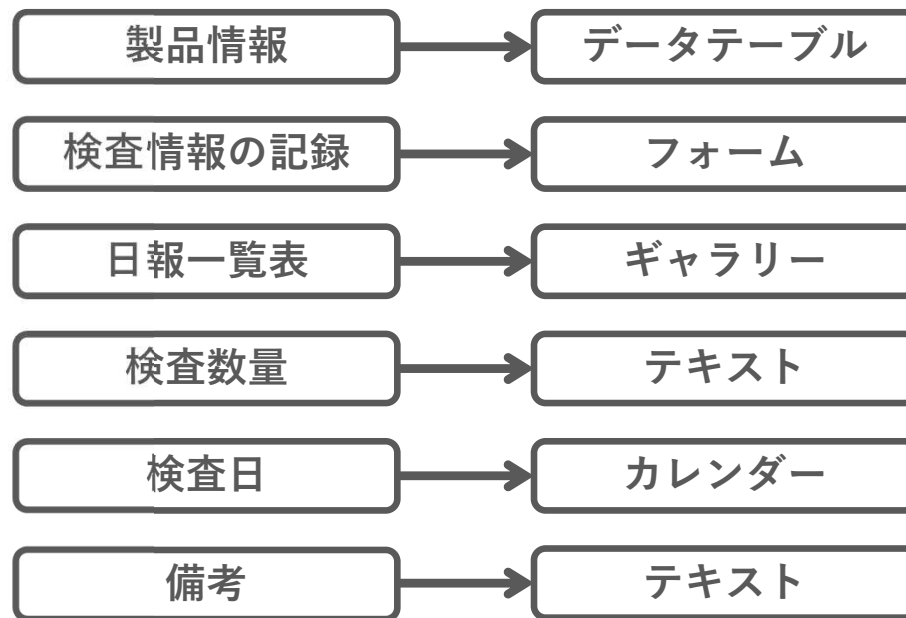 製品情報
データテーブル
検査情報の記録
フォーム
日報一覧表
ギャラリー
検査数量
テキスト
検査日
カレンダー
備考
テキスト